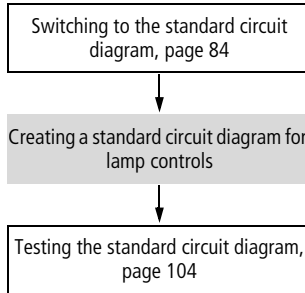 Switching to the standard circuit
diagram, page 84
Creating a standard circuit diagram for
lamp controls
Testing the standard circuit diagram,
page 104